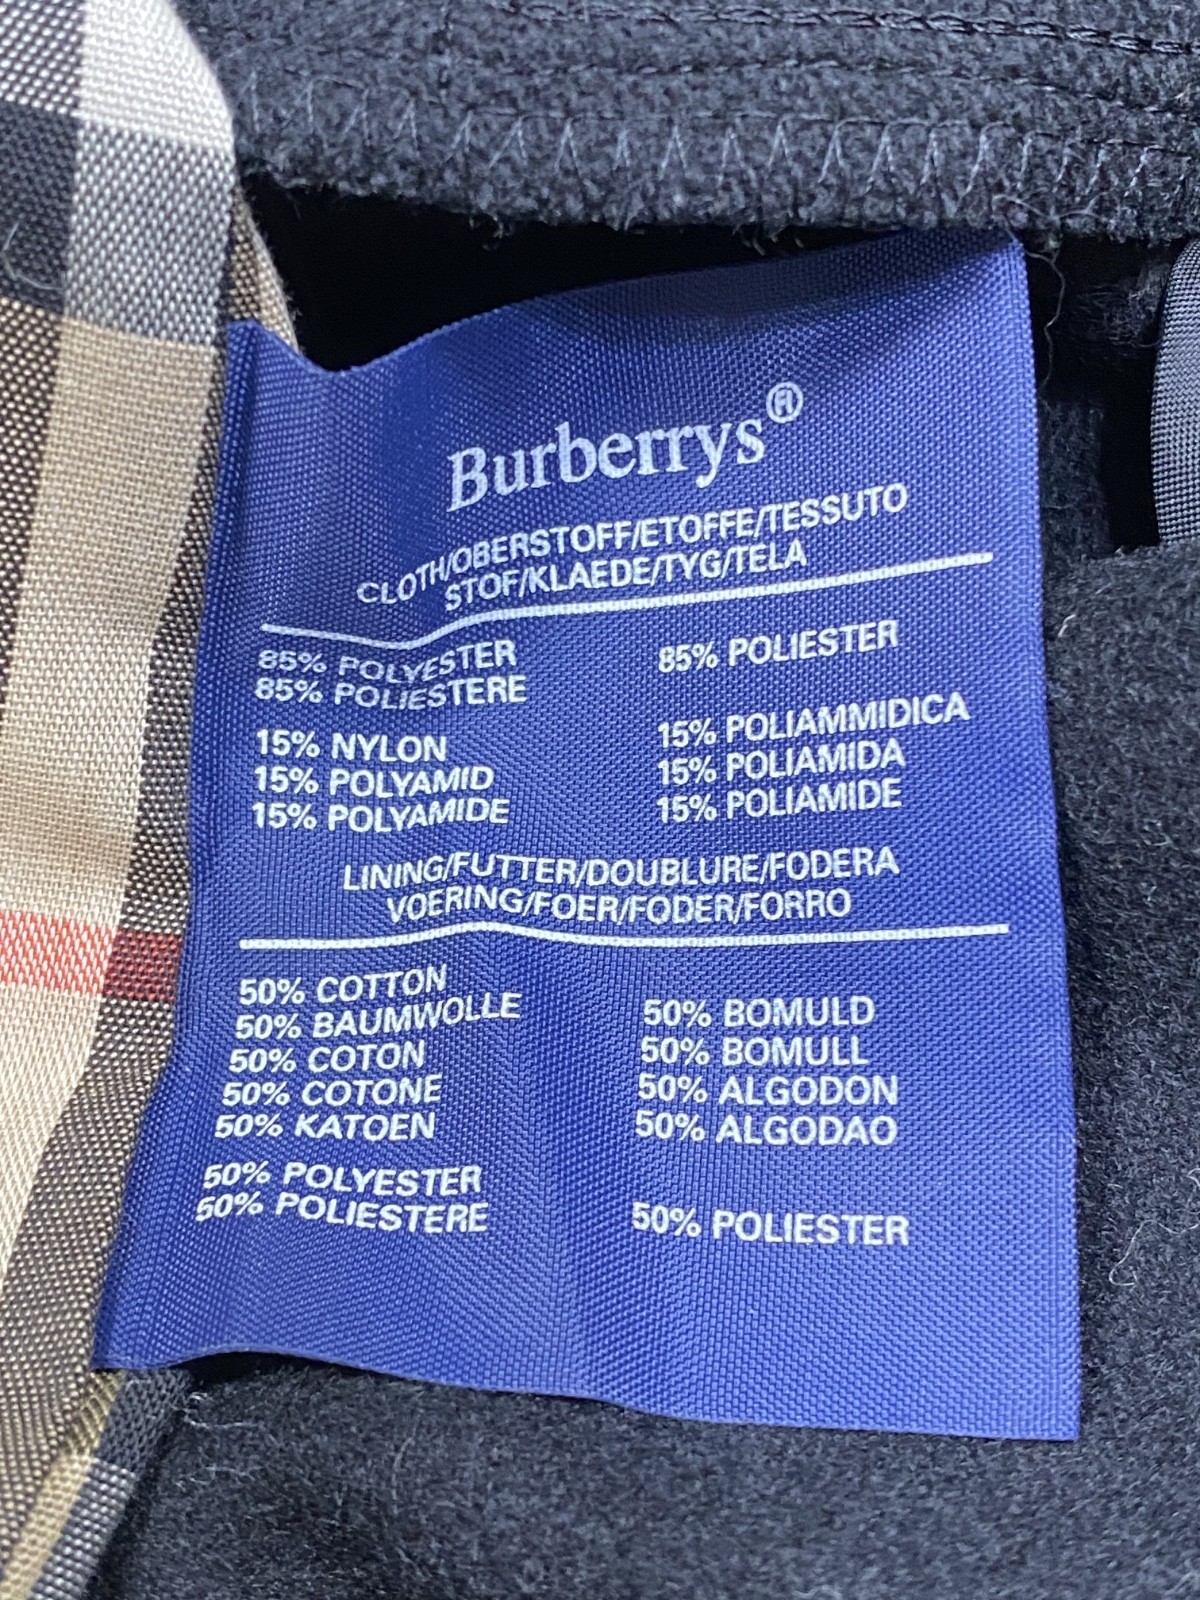 Burberrys®
CLOTH/OBERSTOFF/ETOFFE/TESSUTO
STOF/KLAEDE/TYG/TELA
85% POLYESTER
85% POLIESTERE
85% POLIESTER
15% NYLON
15% POLYAMID
15% POLYAMIDE
15% POLIAMMIDICA
15% POLIAMIDA
15% POLIAMIDE
LINING/FUTTER/DOUBLURE/FODERA
VOERING/FOER/FODER/FORRO
50% COTTON
50% BAUMWOLLE
50% COTON
50% COTONE
50% KATOEN
50% BOMULD
50% BOMULL
50% ALGODON
50% ALGODAO
50% POLYESTER
50% POLIESTERE
50% POLIESTER